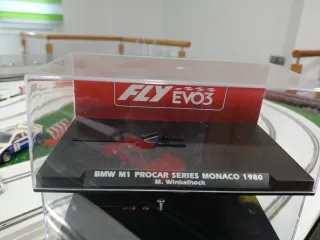 FLY EVO3
BMW M1 PROCAR SERIES MONACO 1980
M. Winkelhock